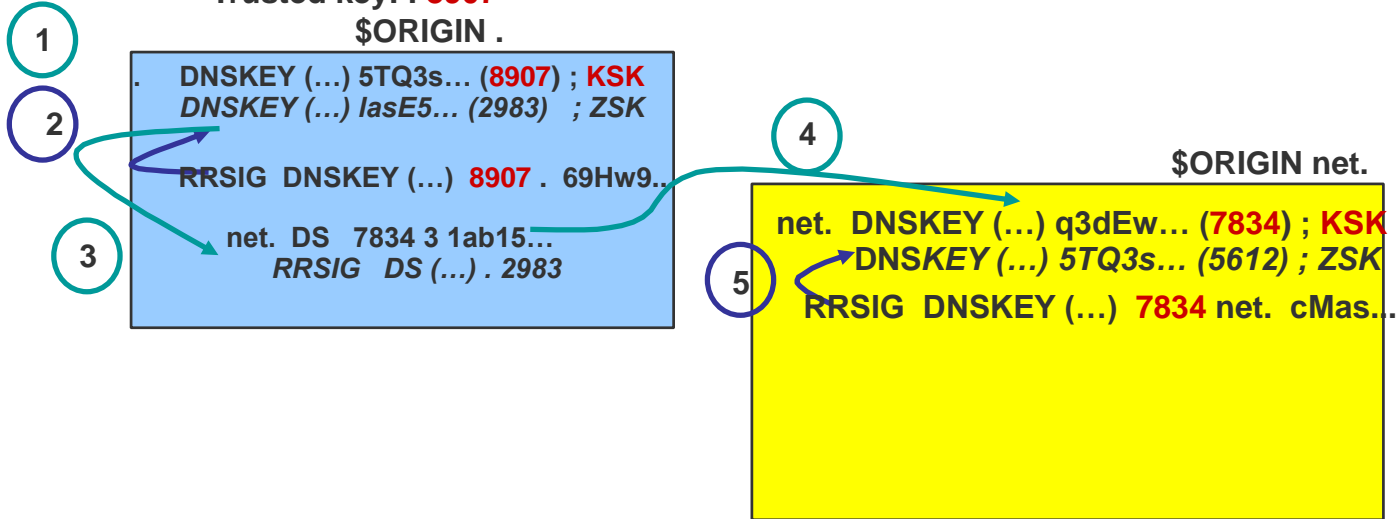 $ORIGIN .
1
. DNSKEY (…) 5TQ3s… (8907) ; KSK
DNSKEY (…) lasE5… (2983) ; ZSK
2
RRSIG DNSKEY (…) 8907 . 69Hw9..
net. DS 7834 3 1ab15…
RRSIG DS (…) . 2983
3
4
$ORIGIN net.
net. DNSKEY (…) q3dEw… (7834) ; KSK
DNSKEY (…) 5TQ3s… (5612) ; ZSK
5
RRSIG DNSKEY (…) 7834 net. cMas...